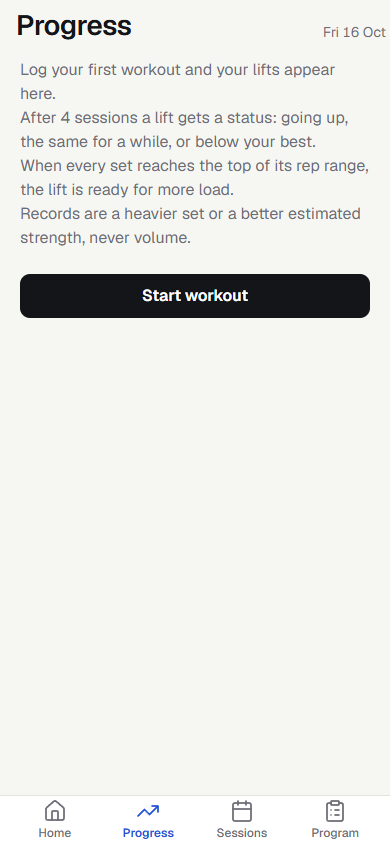 Progress
Fri 16 Oct
Log your first workout and your lifts appear
here.
After 4 sessions a lift gets a status: going up,
the same for a while, or below your best.
When every set reaches the top of its rep range,
the lift is ready for more load.
Records are a heavier set or a better estimated
strength, never volume.
Start workout
Home
Progress
Sessions
Program